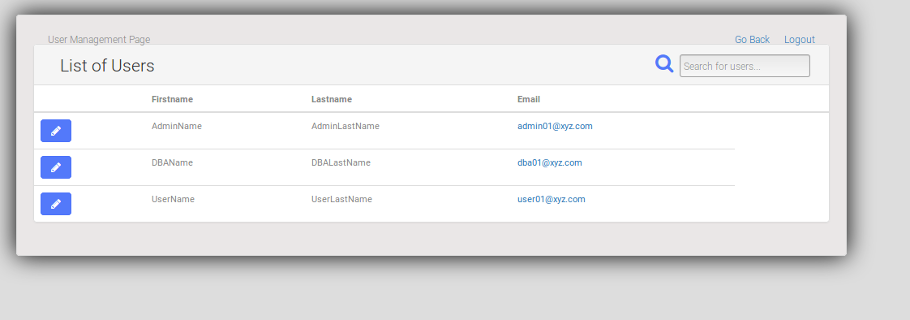 User Management Page Go Back Logout
List of Users Search for users...
Firstname Lastname Email
AdminName AdminLastName admin01@xyz.com
DBAName DBALastName dba01@xyz.com
UserName UserLastName user01@xyz.com